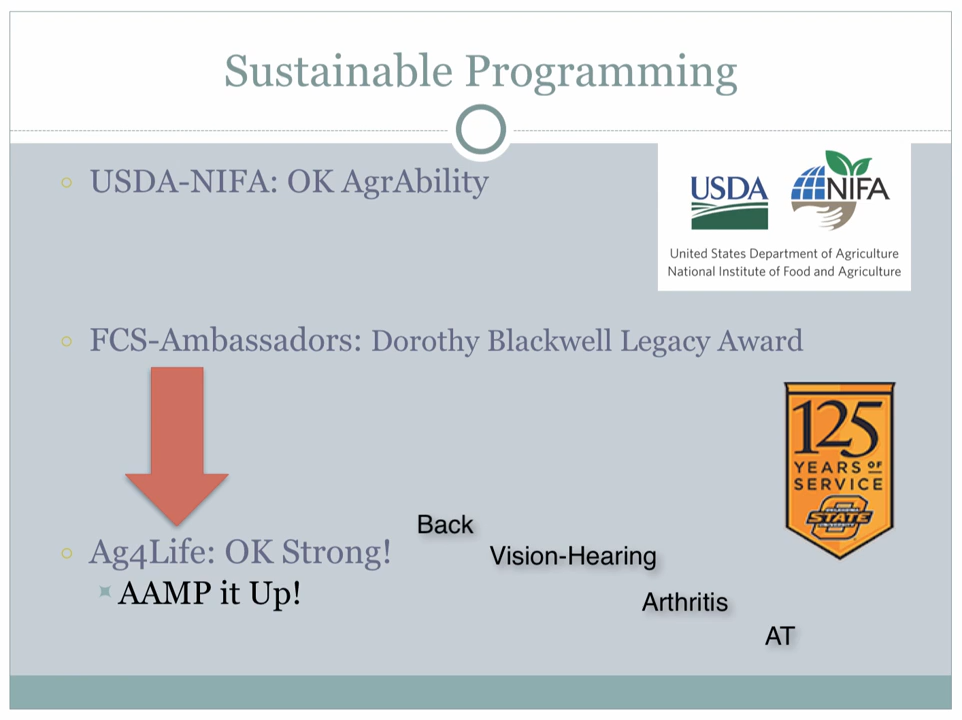 Sustainable Programming
USDA-NIFA: OK AgrAbility
USDA NIFA
United States Department of Agriculture
National Institute of Food and Agriculture
FCS-Ambassadors: Dorothy Blackwell Legacy Award
125
YEARS OF
SERVICE
OKLAHOMA
STATE
UNIVERSITY
Back
Vision-Hearing
Ag4Life: OK Strong!
AAMP it Up!
Arthritis
AT